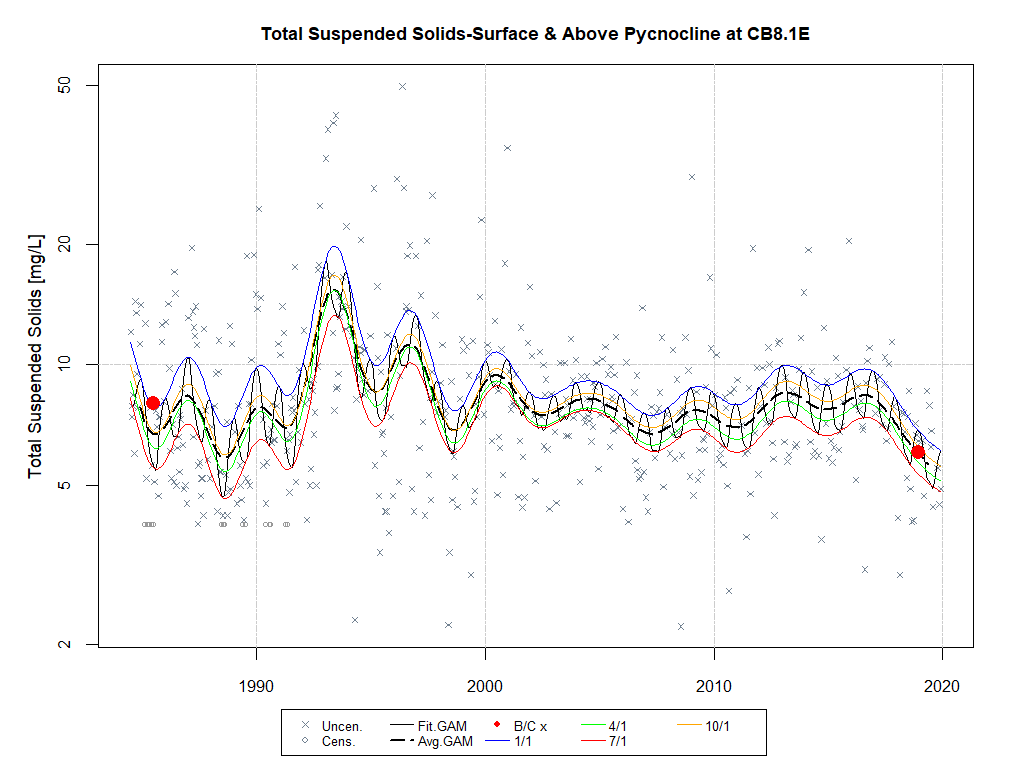 Total Suspended Solids-Surface & Above Pycnocline at CB8.1E
Total Suspended Solids [mg/L]
50
20
10
5
2
1990 2000 2010 2020
Uncen. Fit.GAM B/C x 4/1 10/1
Cens. Avg.GAM 1/1 7/1